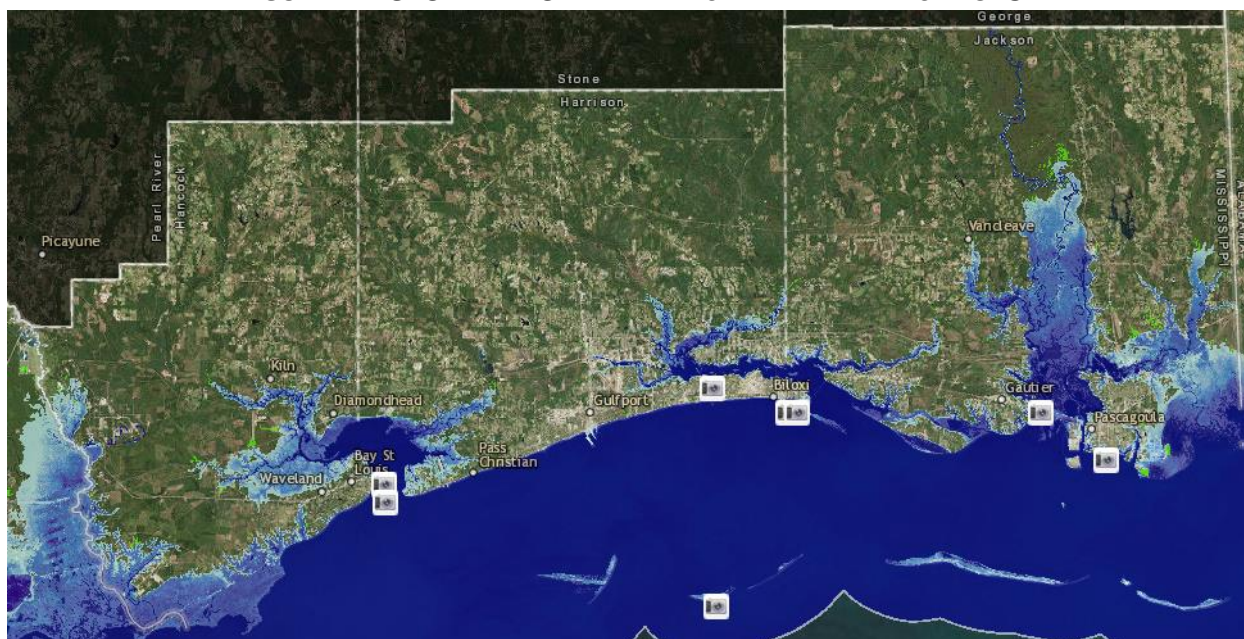 George
Jackson
Stone
Harrison
Pearl River
Hancock
MISSISSIPPI
ALABAMA
Picayune
Vancleave
Kiln
Diamondhead
Gulfport
Biloxi
Gautier
Pascagoula
Pass
Christian
Bay St
Louis
Waveland